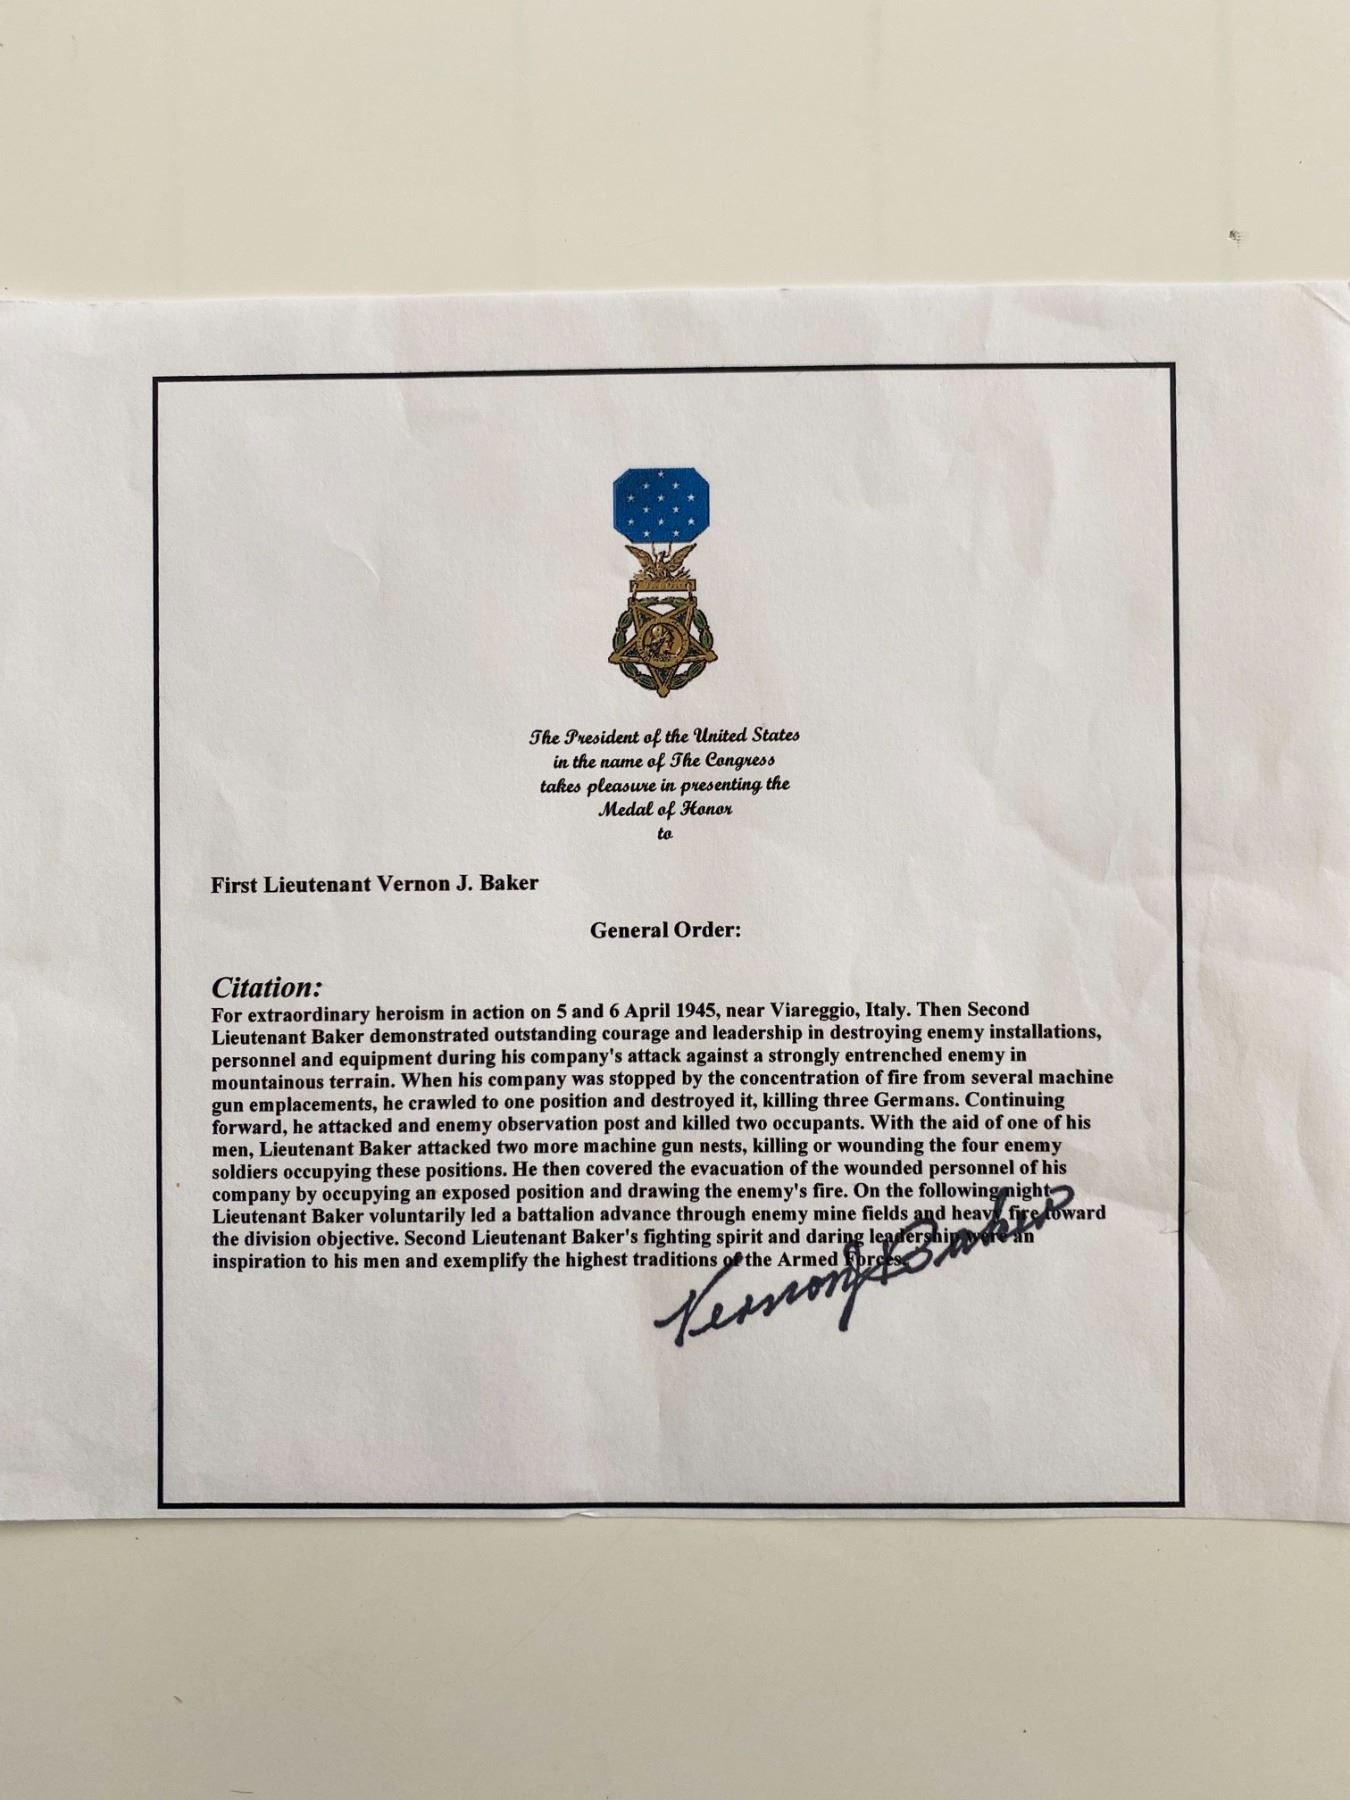 The President of the United States
in the name of The Congress
takes pleasure in presenting the
Medal of Honor
to
First Lieutenant Vernon J. Baker
General Order:
Citation:
For extraordinary heroism in action on 5 and 6 April 1945, near Viareggio, Italy. Then Second
Lieutenant Baker demonstrated outstanding courage and leadership in destroying enemy installations,
personnel and equipment during his company's attack against a strongly entrenched enemy in
mountainous terrain. When his company was stopped by the concentration of fire from several machine
gun emplacements, he crawled to one position and destroyed it, killing three Germans. Continuing
forward, he attacked and enemy observation post and killed two occupants. With the aid of one of his
men, Lieutenant Baker attacked two more machine gun nests, killing or wounding the four enemy
soldiers occupying these positions. He then covered the evacuation of the wounded personnel of his
company by occupying an exposed position and drawing the enemy's fire. On the following night
Lieutenant Baker voluntarily led a battalion advance through enemy mine fields and heavy fire toward
the division objective. Second Lieutenant Baker's fighting spirit and daring leadership were an
inspiration to his men and exemplify the highest traditions of the Armed Forces.
Vernon J Baker